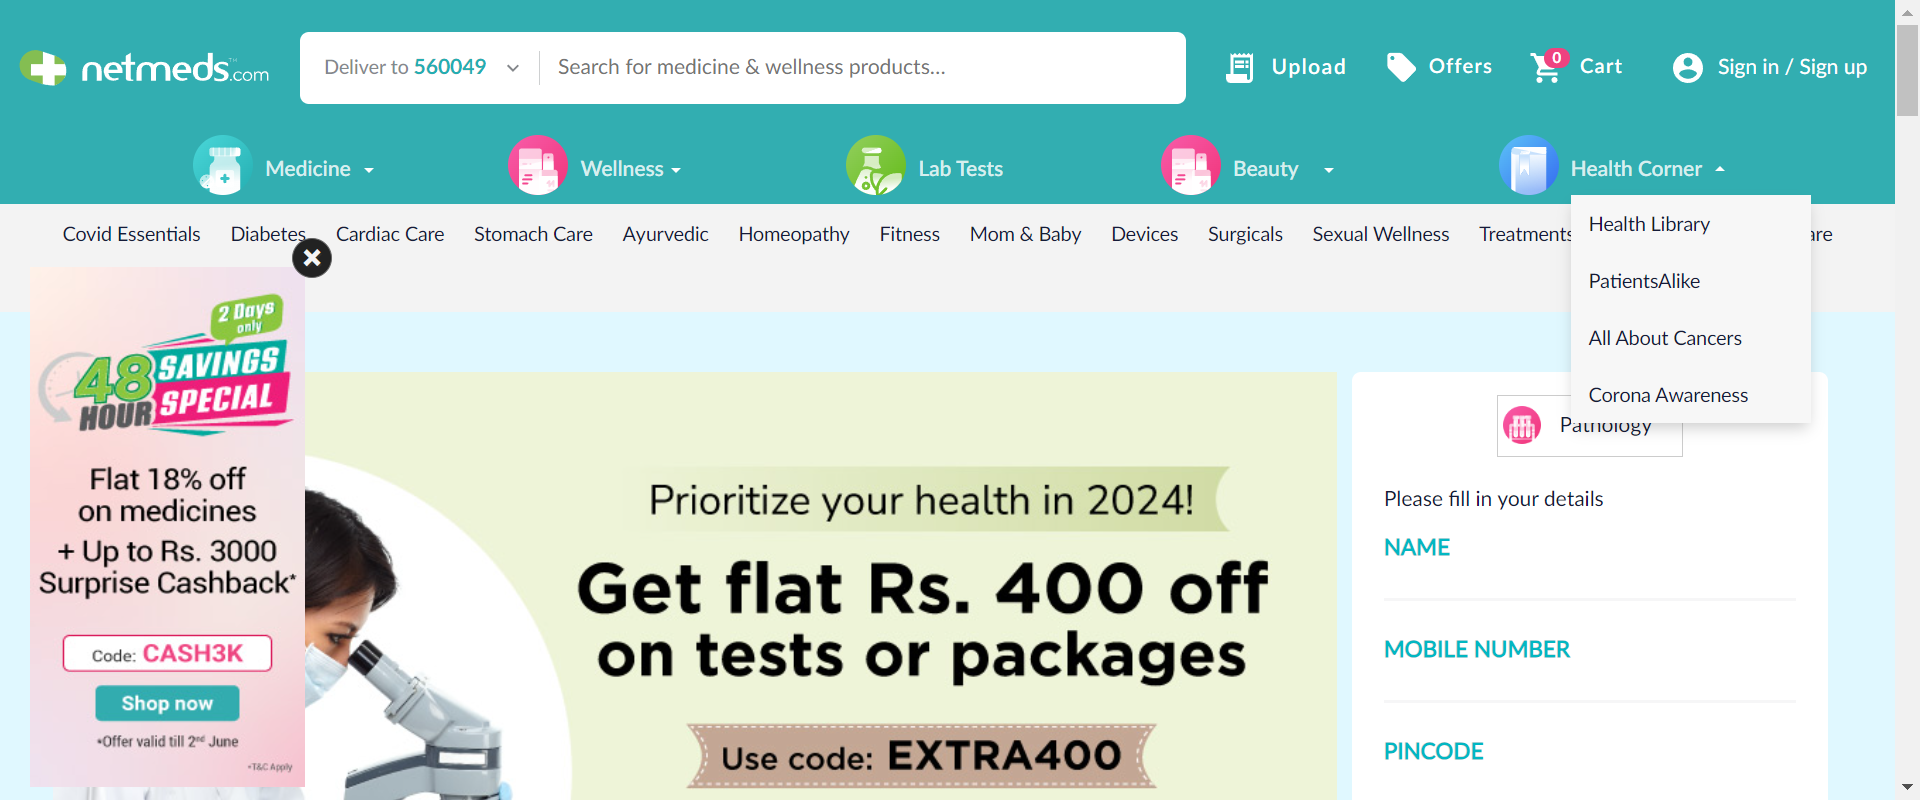 netmeds.com
Deliver to 560049
Search for medicine & wellness products...
Upload
Offers
0
Cart
Sign in / Sign up
Medicine
Wellness
Lab Tests
Beauty
Health Corner
Covid Essentials
Diabetes
Cardiac Care
Stomach Care
Ayurvedic
Homeopathy
Fitness
Mom & Baby
Devices
Surgicals
Sexual Wellness
Treatments
Health Library
PatientsAlike
All About Cancers
Corona Awareness
2 Days
only
48
HOUR
SAVINGS
SPECIAL
Flat 18% off
on medicines
+ Up to Rs. 3000
Surprise Cashback*
Code: CASH3K
Shop now
*Offer valid till 2nd June
*T&C Apply
Prioritize your health in 2024!
Get flat Rs. 400 off
on tests or packages
Use code: EXTRA400
Pathology
Please fill in your details
NAME
MOBILE NUMBER
PINCODE